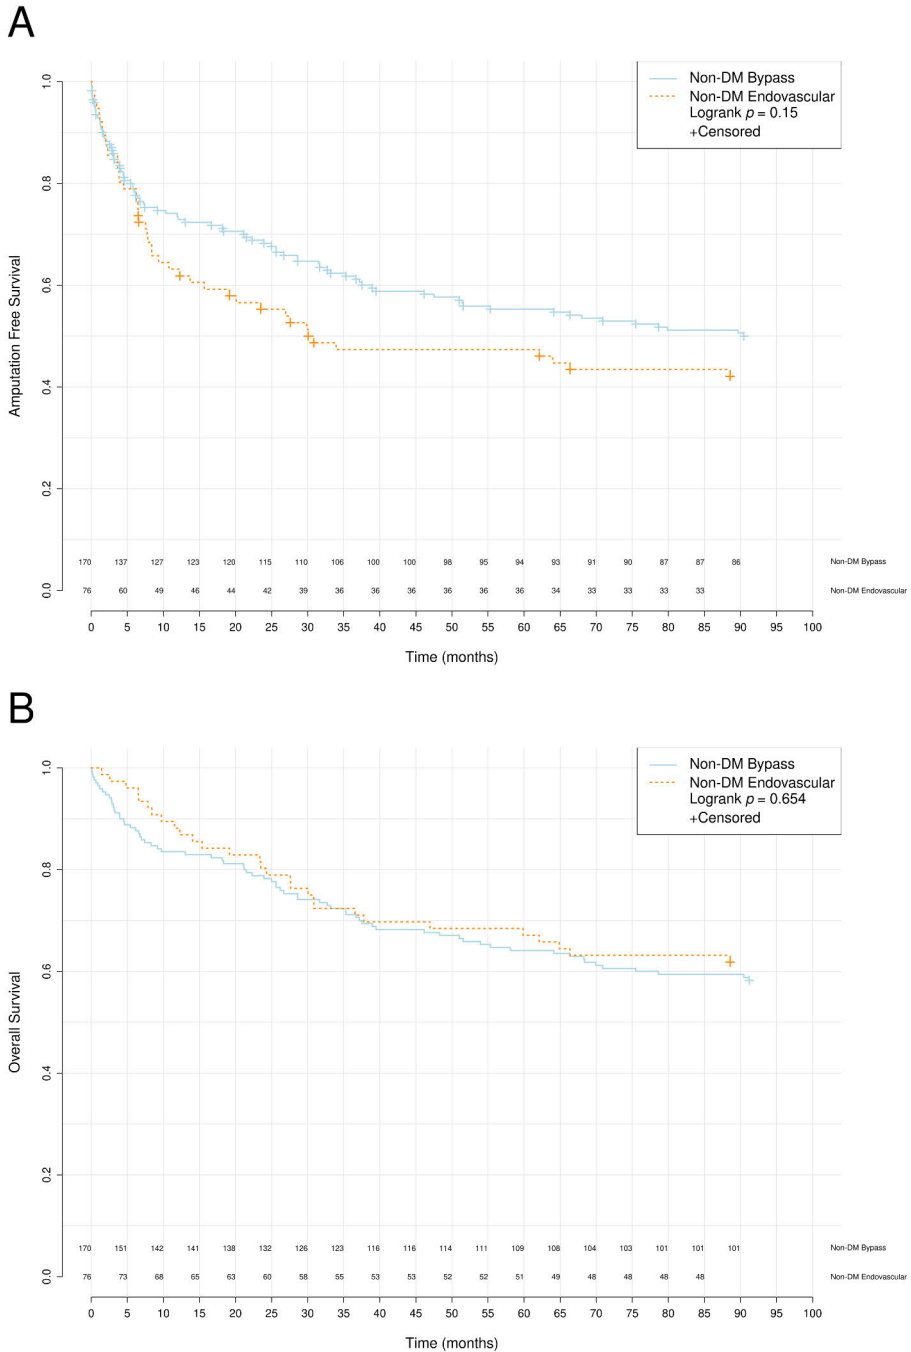 A
Non-DM Bypass
Non-DM Endovascular
Logrank p = 0.15
+Censored
Amputation Free Survival
1.0
0.8
0.6
0.4
0.2
0.0
170 137 127 123 120 115 110 106 100 100 98 95 94 93 91 90 87 87 86 Non-DM Bypass
76 60 49 46 44 42 39 36 36 36 36 36 36 34 33 33 33 33 Non-DM Endovascular
0 5 10 15 20 25 30 35 40 45 50 55 60 65 70 75 80 85 90 95 100
Time (months)
B
Non-DM Bypass
Non-DM Endovascular
Logrank p = 0.654
+Censored
Overall Survival
1.0
0.8
0.6
0.4
0.2
0.0
170 151 142 141 138 132 126 123 116 116 114 111 109 108 104 103 101 101 101 Non-DM Bypass
76 73 68 65 63 60 58 55 53 53 52 52 51 49 48 48 48 48 Non-DM Endovascular
0 5 10 15 20 25 30 35 40 45 50 55 60 65 70 75 80 85 90 95 100
Time (months)